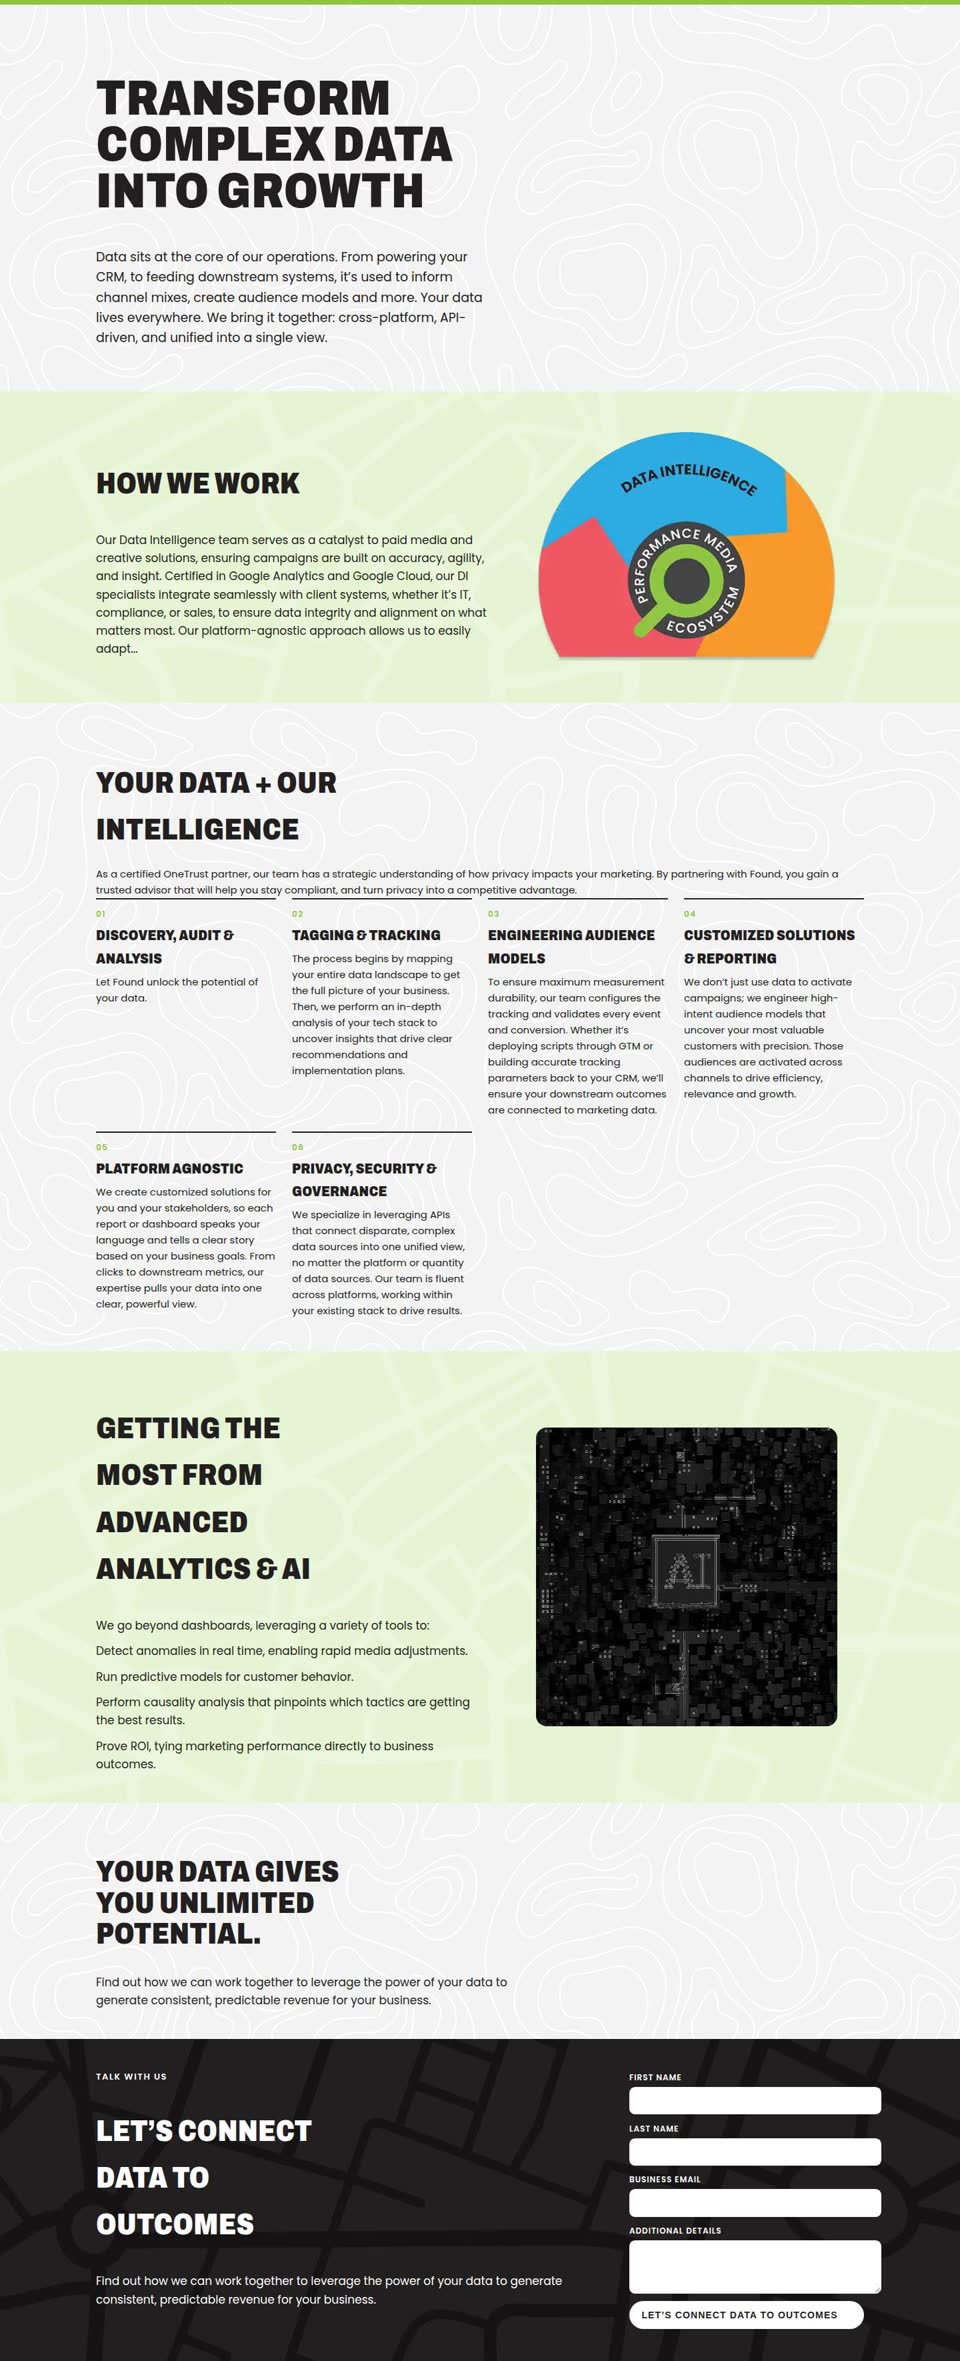 TRANSFORM
COMPLEX DATA
INTO GROWTH
Data sits at the core of our operations. From powering your
CRM, to feeding downstream systems, it's used to inform
channel mixes, create audience models and more. Your data
lives everywhere. We bring it together: cross-platform, API-
driven, and unified into a single view.
HOW WE WORK
Our Data Intelligence team serves as a catalyst to paid media and
creative solutions, ensuring campaigns are built on accuracy, agility,
and insight. Certified in Google Analytics and Google Cloud, our DI
specialists integrate seamlessly with client systems, whether it's IT,
compliance, or sales, to ensure data integrity and alignment on what
matters most. Our platform-agnostic approach allows us to easily
adapt...
DATA INTELLIGENCE
PERFORMANCE MEDIA
ECOSYSTEM
YOUR DATA + OUR
INTELLIGENCE
As a certified OneTrust partner, our team has a strategic understanding of how privacy impacts your marketing. By partnering with Found, you gain a
trusted advisor that will help you stay compliant, and turn privacy into a competitive advantage.
01
DISCOVERY, AUDIT &
ANALYSIS
Let Found unlock the potential of
your data.
02
TAGGING & TRACKING
The process begins by mapping
your entire data landscape to get
the full picture of your business.
Then, we perform an in-depth
analysis of your tech stack to
uncover insights that drive clear
recommendations and
implementation plans.
03
ENGINEERING AUDIENCE
MODELS
To ensure maximum measurement
durability, our team configures the
tracking and validates every event
and conversion. Whether it's
deploying scripts through GTM or
building accurate tracking
parameters back to your CRM, we'll
ensure your downstream outcomes
are connected to marketing data.
04
CUSTOMIZED SOLUTIONS
& REPORTING
We don't just use data to activate
campaigns; we engineer high-
intent audience models that
uncover your most valuable
customers with precision. Those
audiences are activated across
channels to drive efficiency,
relevance and growth.
05
PLATFORM AGNOSTIC
We create customized solutions for
you and your stakeholders, so each
report or dashboard speaks your
language and tells a clear story
based on your business goals. From
clicks to downstream metrics, our
expertise pulls your data into one
clear, powerful view.
06
PRIVACY, SECURITY &
GOVERNANCE
We specialize in leveraging APIs
that connect disparate, complex
data sources into one unified view,
no matter the platform or quantity
of data sources. Our team is fluent
across platforms, working within
your existing stack to drive results.
GETTING THE
MOST FROM
ADVANCED
ANALYTICS & AI
We go beyond dashboards, leveraging a variety of tools to:
Detect anomalies in real time, enabling rapid media adjustments.
Run predictive models for customer behavior.
Perform causality analysis that pinpoints which tactics are getting
the best results.
Prove ROI, tying marketing performance directly to business
outcomes.
AI
YOUR DATA GIVES
YOU UNLIMITED
POTENTIAL.
Find out how we can work together to leverage the power of your data to
generate consistent, predictable revenue for your business.
TALK WITH US
LET'S CONNECT
DATA TO
OUTCOMES
Find out how we can work together to leverage the power of your data to generate
consistent, predictable revenue for your business.
FIRST NAME
LAST NAME
BUSINESS EMAIL
ADDITIONAL DETAILS
LET'S CONNECT DATA TO OUTCOMES